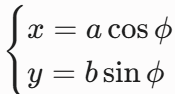 x = a cos ϕ
y = b sin ϕ